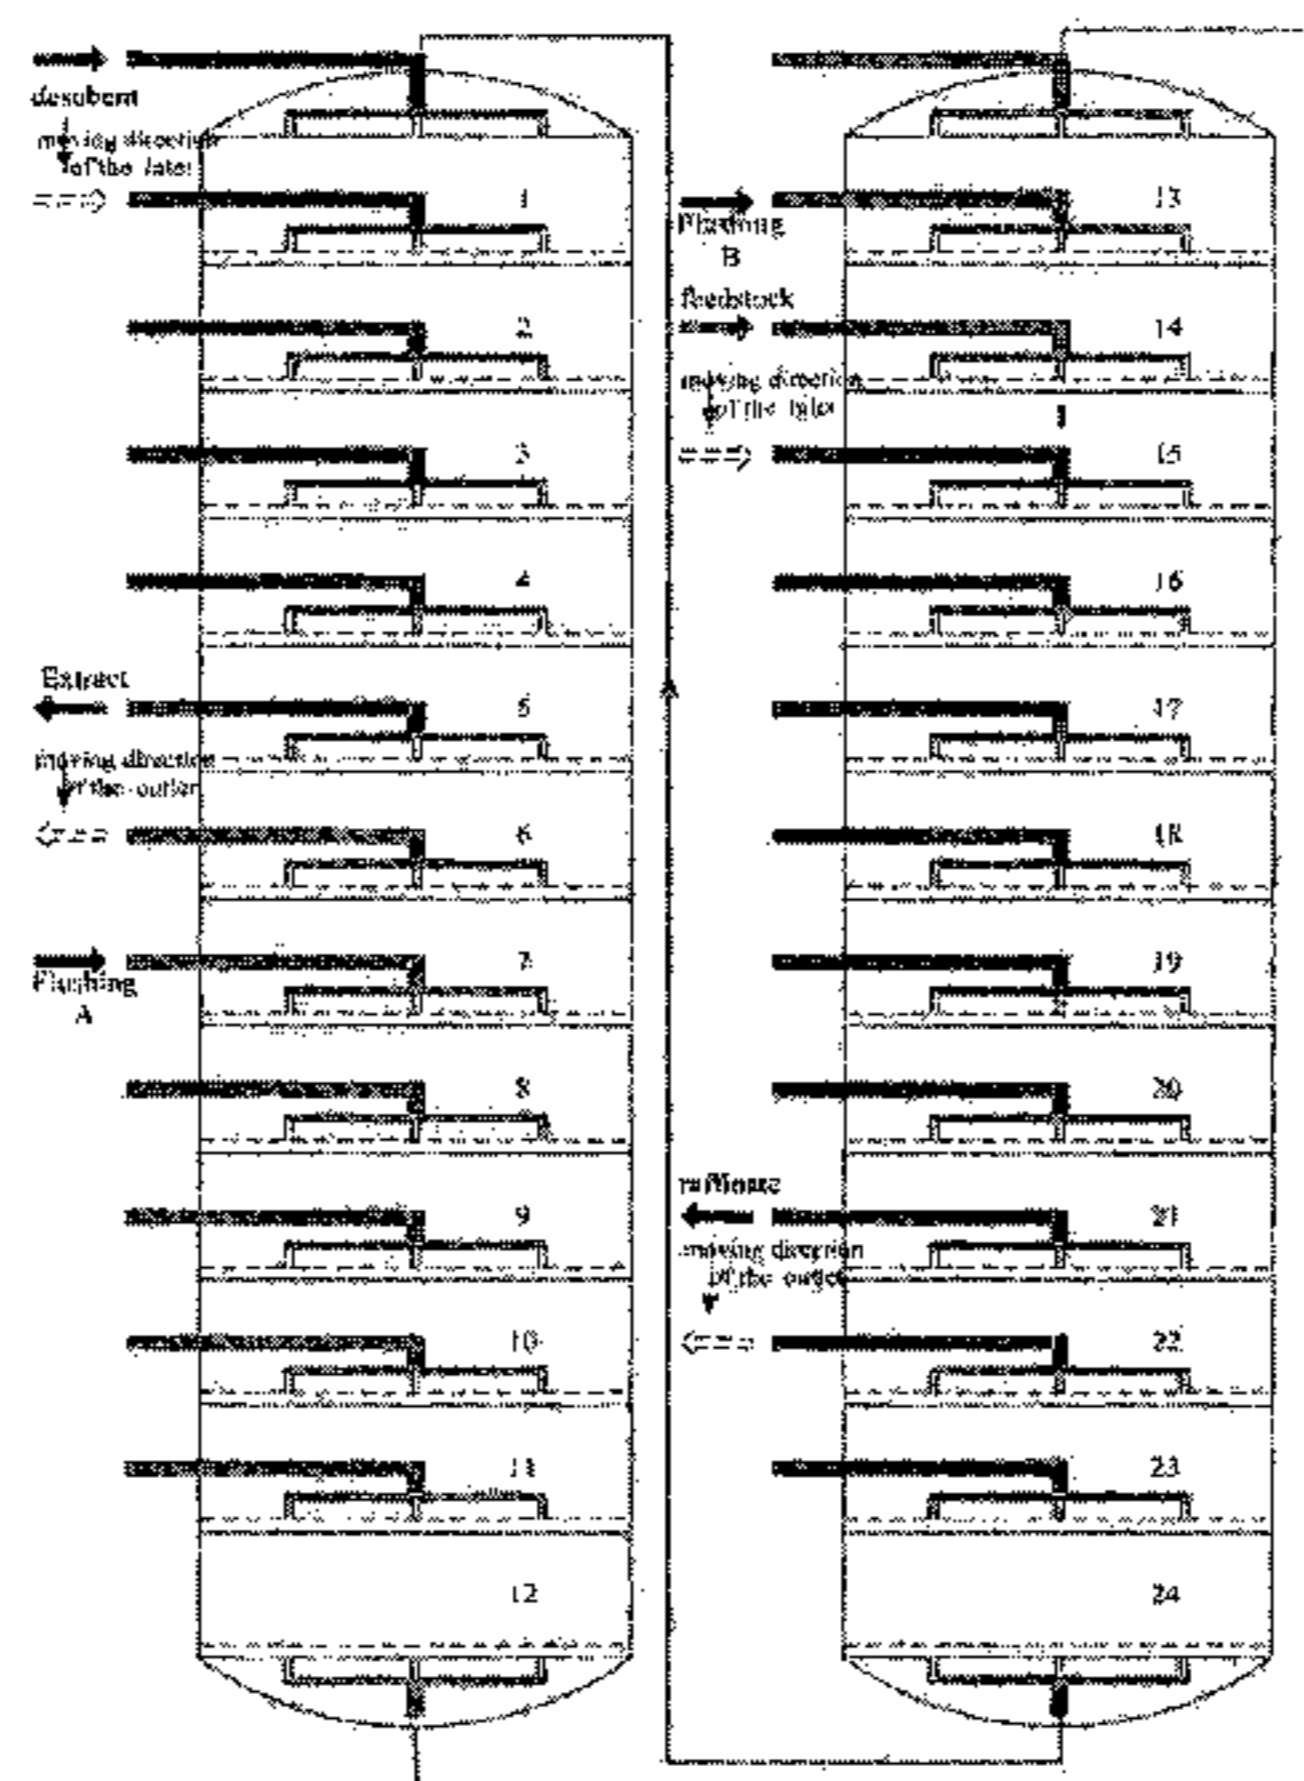 desobent
moving direction
of the
1
2
3
4
Extract
5
moving direction
of the outlet
6
Flushing
A
7
8
9
10
11
12
13
Flushing
B
feedstock
14
moving direction
of the
15
16
17
18
19
20
raffinate
21
moving direction
of the outlet
22
23
24